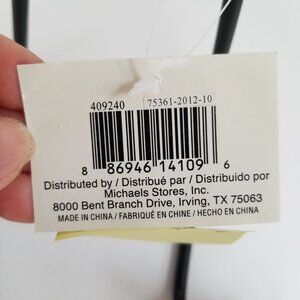 409240 75361-2012-10
8 86946 14109 6
Distributed by / Distribué par / Distribuido por
Michaels Stores, Inc.
8000 Bent Branch Drive, Irving, TX 75063
MADE IN CHINA / FABRIQUÉ EN CHINE / HECHO EN CHINA